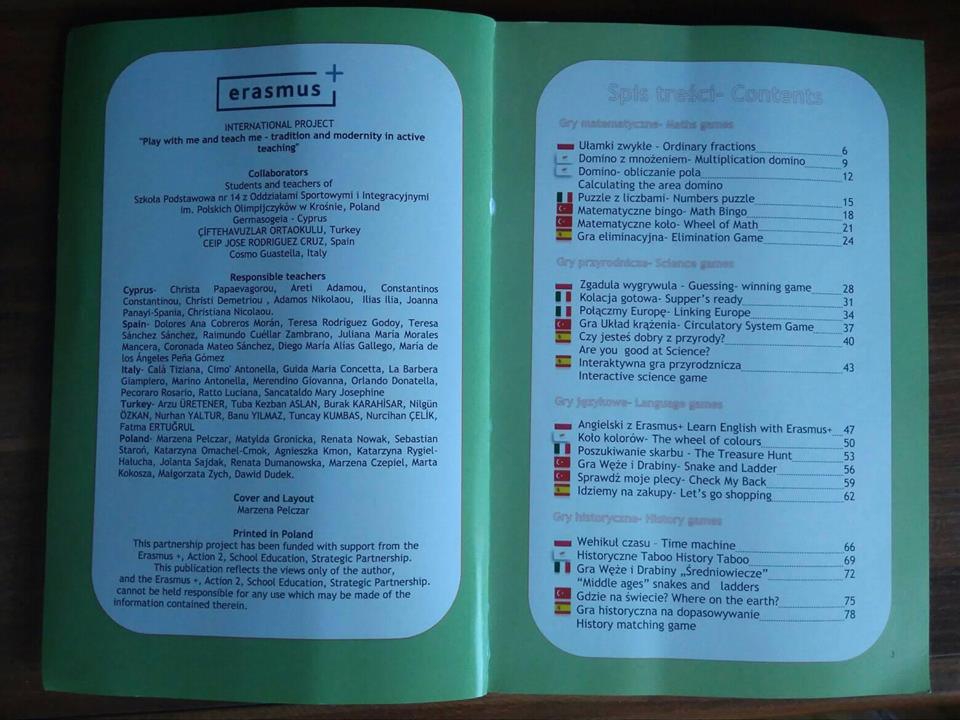 erasmus +
INTERNATIONAL PROJECT
"Play with me and teach me - tradition and modernity in active
teaching"
Collaborators
Students and teachers of
Szkoła Podstawowa nr 14 z Oddziałami Sportowymi i Integracyjnymi
im. Polskich Olimpijczyków w Krośnie, Poland
Germasogeia - Cyprus
ÇİFTEHAVUZLAR ORTAOKULU, Turkey
CEIP JOSE RODRIGUEZ CRUZ, Spain
Cosmo Guastella, Italy
Responsible teachers
Cyprus- Christa Papaevagorou, Areti Adamou, Constantinos
Constantinou, Christi Demetriou , Adamos Nikolaou, Ilias Ilia, Joanna
Panayi-Spania, Christiana Nicolaou.
Spain- Dolores Ana Cobreros Morán, Teresa Rodríguez Godoy, Teresa
Sánchez Sánchez, Raimundo Cuéllar Zambrano, Juliana María Morales
Mancera, Coronada Mateo Sánchez, Diego María Alías Gallego, María de
los Ángeles Peña Gómez
Italy- Calà Tiziana, Cimo' Antonella, Guida Maria Concetta, La Barbera
Giampiero, Marino Antonella, Merendino Giovanna, Orlando Donatella,
Pecoraro Rosario, Ratto Luciana, Sancataldo Mary Josephine
Turkey- Arzu ÜRETENER, Tuba Kezban ASLAN, Burak KARAHİSAR, Nilgün
ÖZKAN, Nurhan YALTUR, Banu YILMAZ, Tuncay KUMBAS, Nurcihan ÇELİK,
Fatma ERTUĞRUL
Poland- Marzena Pelczar, Matylda Gronicka, Renata Nowak, Sebastian
Staroń, Katarzyna Omachel-Cmok, Agnieszka Kmon, Katarzyna Rygiel-
Hałucha, Jolanta Sajdak, Renata Dumanowska, Marzena Czepiel, Marta
Kokosza, Małgorzata Zych, Dawid Dudek.
Cover and Layout
Marzena Pelczar
Printed in Poland
This partnership project has been funded with support from the
Erasmus +, Action 2, School Education, Strategic Partnership.
This publication reflects the views only of the author,
and the Erasmus +, Action 2, School Education, Strategic Partnership.
cannot be held responsible for any use which may be made of the
information contained therein.
Spis treści- Contents
Gry matematyczne- Maths games
Ułamki zwykłe - Ordinary fractions 6
Domino z mnożeniem- Multiplication domino 9
Domino- obliczanie pola 12
Calculating the area domino
Puzzle z liczbami- Numbers puzzle 15
Matematyczne bingo- Math Bingo 18
Matematyczne koło- Wheel of Math 21
Gra eliminacyjna- Elimination Game 24
Gry przyrodnicze- Science games
Zgadula wygrywula - Guessing- winning game 28
Kolacja gotowa- Supper's ready 31
Połączmy Europę- Linking Europe 34
Gra Układ krążenia- Circulatory System Game 37
Czy jesteś dobry z przyrody? 40
Are you good at Science?
Interaktywna gra przyrodznicza 43
Interactive science game
Gry językowe- Language games
Angielski z Erasmus+ Learn English with Erasmus+ 47
Koło kolorów- The wheel of colours 50
Poszukiwanie skarbu - The Treasure Hunt 53
Gra Węże i Drabiny- Snake and Ladder 56
Sprawdź moje plecy- Check My Back 59
Idziemy na zakupy- Let's go shopping 62
Gry historyczne- History games
Wehikuł czasu - Time machine 66
Historyczne Taboo History Taboo 69
Gra Węże i Drabiny „Średniowiecze” 72
“Middle ages” snakes and ladders
Gdzie na świecie? Where on the earth? 75
Gra historyczna na dopasowywanie 78
History matching game
3